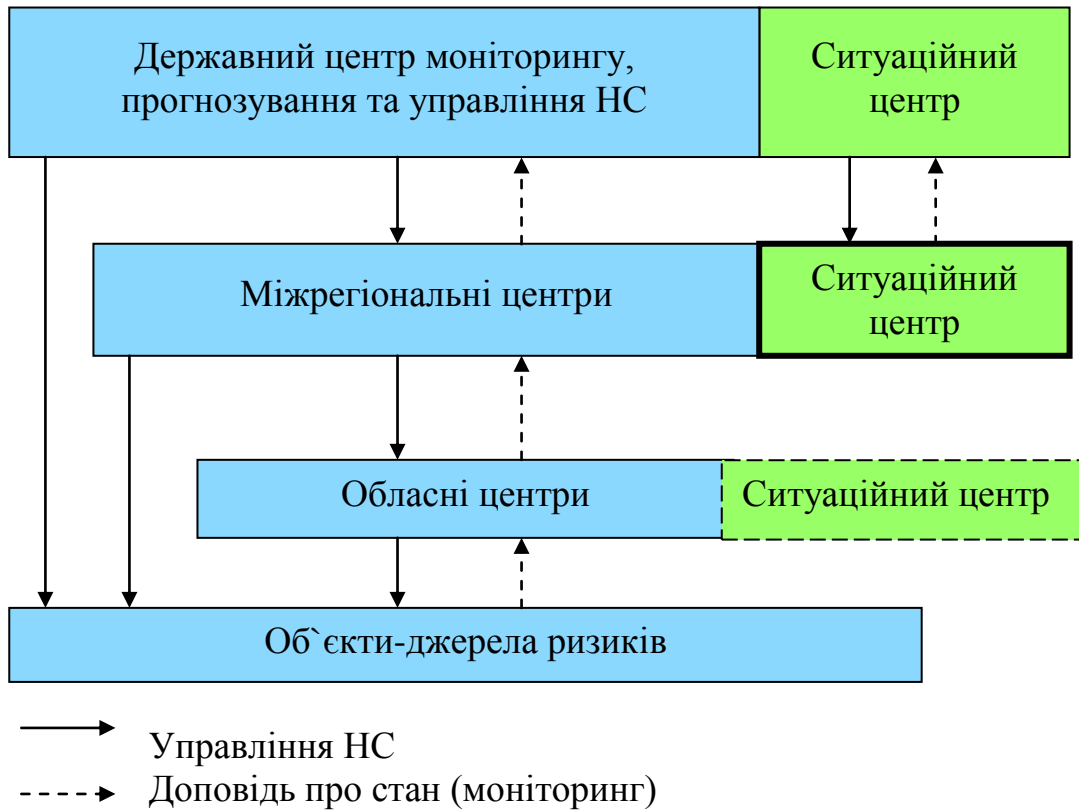 Державний центр моніторингу,
прогнозування та управління НС
Ситуаційний
центр
Міжрегіональні центри
Ситуаційний
центр
Обласні центри
Ситуаційний центр
Об`єкти-джерела ризиків
Управління НС
Доповідь про стан (моніторинг)